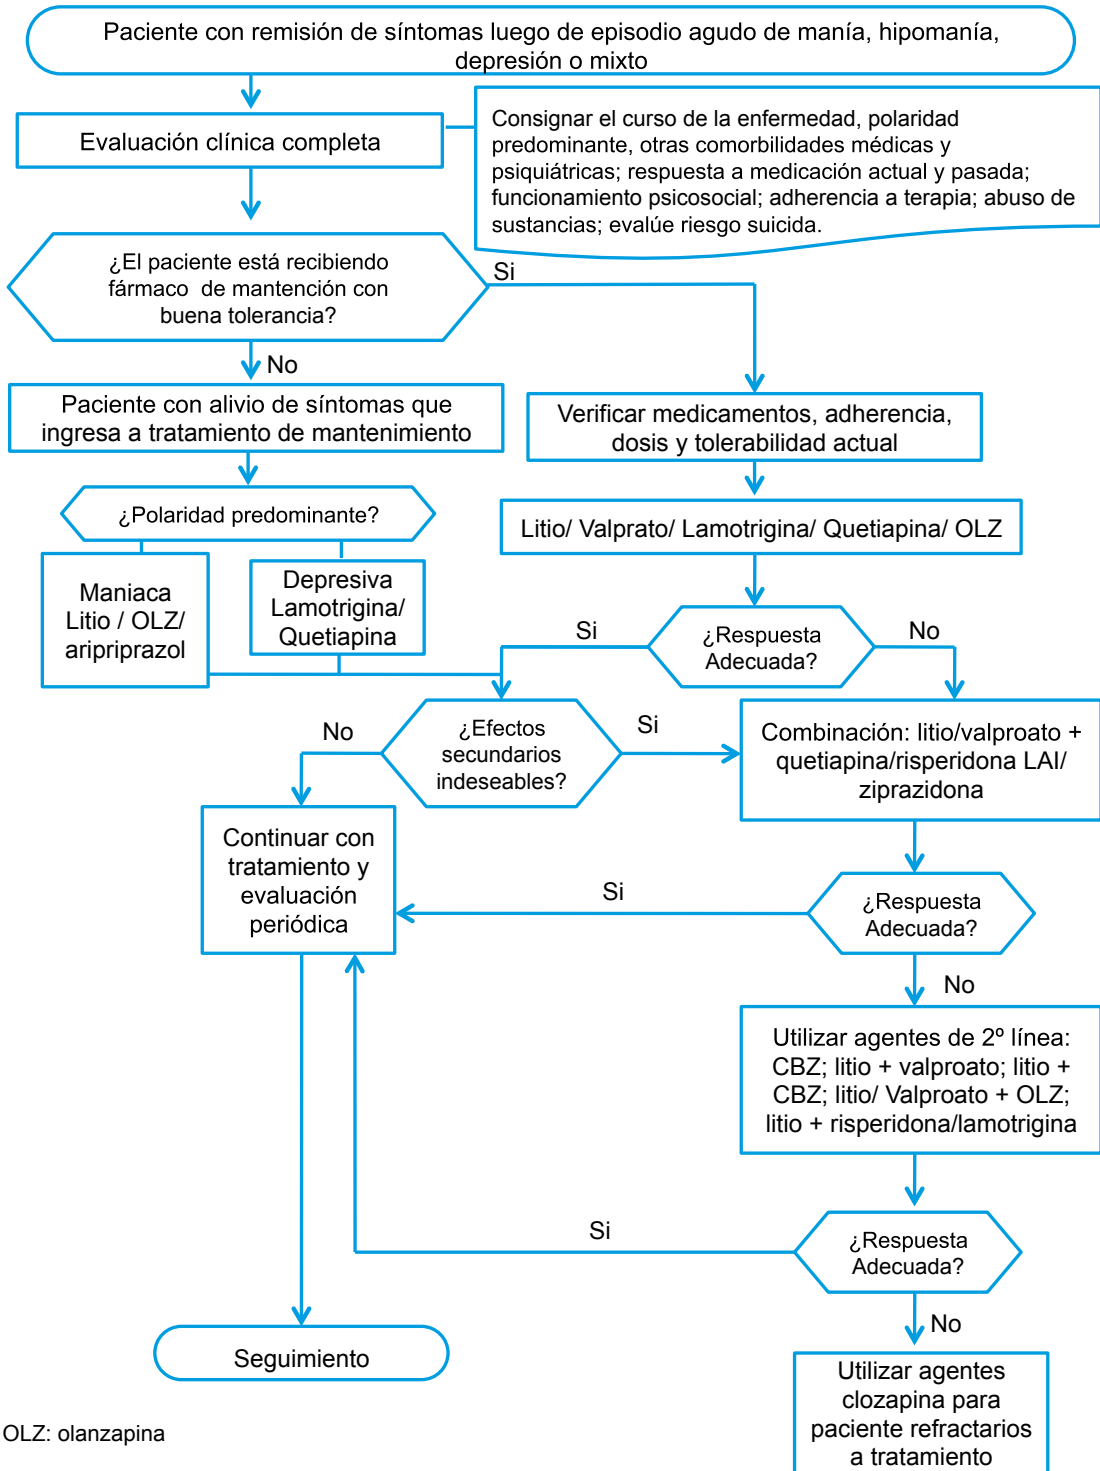 Paciente con remisión de síntomas luego de episodio agudo de manía, hipomanía,
depresión o mixto
Evaluación clínica completa
Consignar el curso de la enfermedad, polaridad
predominante, otras comorbilidades médicas y
psiquiátricas; respuesta a medicación actual y pasada;
funcionamiento psicosocial; adherencia a terapia; abuso de
sustancias; evalúe riesgo suicida.
¿El paciente está recibiendo
fármaco de mantención con
buena tolerancia?
Si
No
Paciente con alivio de síntomas que
ingresa a tratamiento de mantenimiento
Verificar medicamentos, adherencia,
dosis y tolerabilidad actual
¿Polaridad predominante?
Litio/ Valprato/ Lamotrigina/ Quetiapina/ OLZ
Maniaca
Litio / OLZ/
aripriprazol
Depresiva
Lamotrigina/
Quetiapina
Si
¿Respuesta
Adecuada?
No
No
¿Efectos
secundarios
indeseables?
Si
Combinación: litio/valproato +
quetiapina/risperidona LAI/
ziprazidona
Continuar con
tratamiento y
evaluación
periódica
Si
¿Respuesta
Adecuada?
No
Utilizar agentes de 2º línea:
CBZ; litio + valproato; litio +
CBZ; litio/ Valproato + OLZ;
litio + risperidona/lamotrigina
Si
¿Respuesta
Adecuada?
No
Seguimiento
Utilizar agentes
clozapina para
paciente refractarios
a tratamiento
OLZ: olanzapina